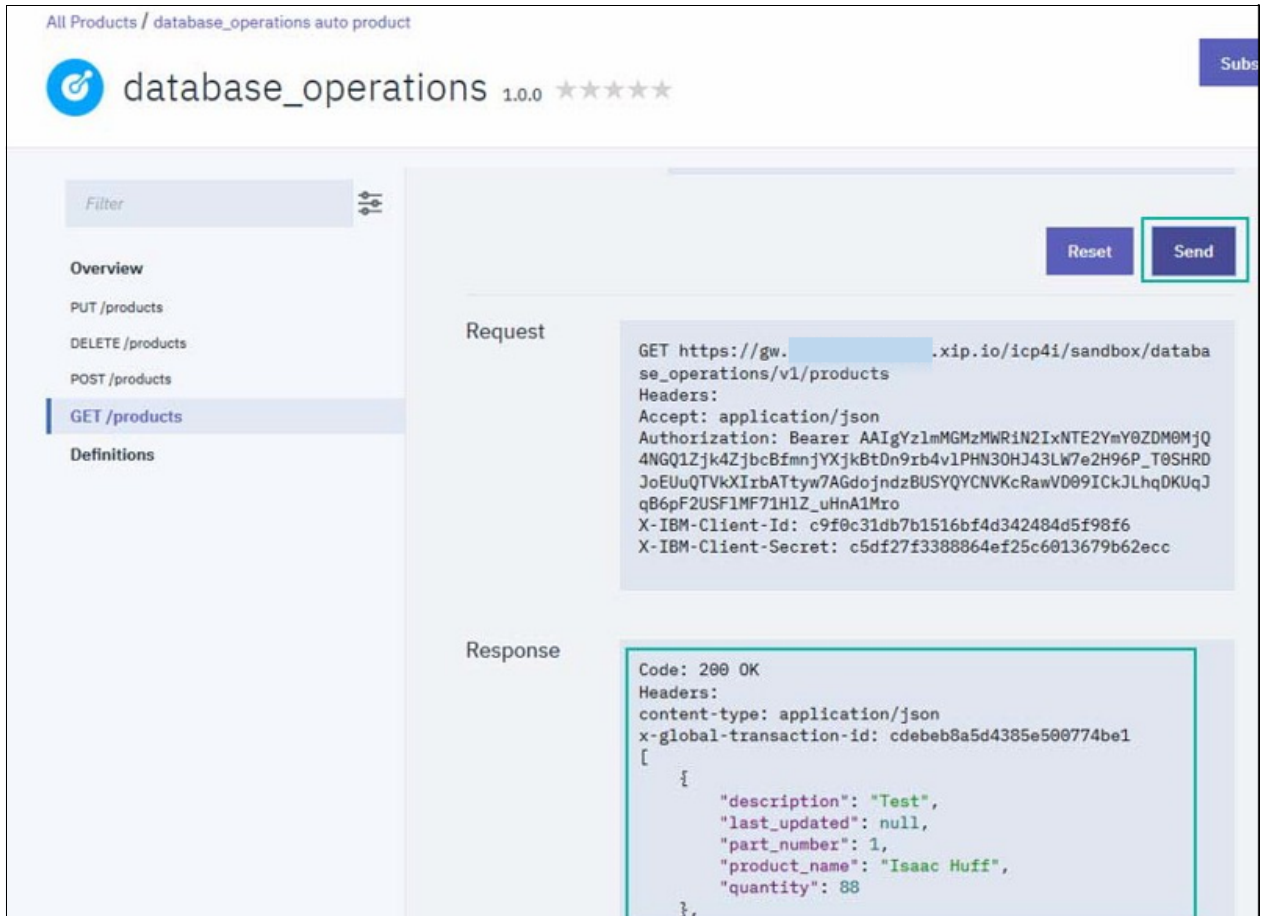 All Products / database_operations auto product
Subs
database_operations 1.0.0
Filter
Reset
Send
Overview
PUT /products
DELETE /products
POST /products
GET /products
Definitions
Request
GET https://gw. .xip.io/icp4i/sandbox/databa
se_operations/v1/products
Headers:
Accept: application/json
Authorization: Bearer AAIgYzlmMGMzMWRiN2IxNTE2YmY0ZDM0MjQ
4NGQ1Zjk4ZjbcBfmnjYXjkBtDn9rb4vlPHN3OHJ43LW7e2H96P_T0SHRD
JoEUuQTVkXIrbATtyw7AGdojndzBUSYQYCNVKcRawVD09ICkJLhqDKUqJ
qB6pF2USFlMF71HlZ_uHnA1Mro
X-IBM-Client-Id: c9f0c31db7b1516bf4d342484d5f98f6
X-IBM-Client-Secret: c5df27f3388864ef25c6013679b62ecc
Response
Code: 200 OK
Headers:
content-type: application/json
x-global-transaction-id: cdebeb8a5d4385e500774be1
[
{
"description": "Test",
"last_updated": null,
"part_number": 1,
"product_name": "Isaac Huff",
"quantity": 88
},